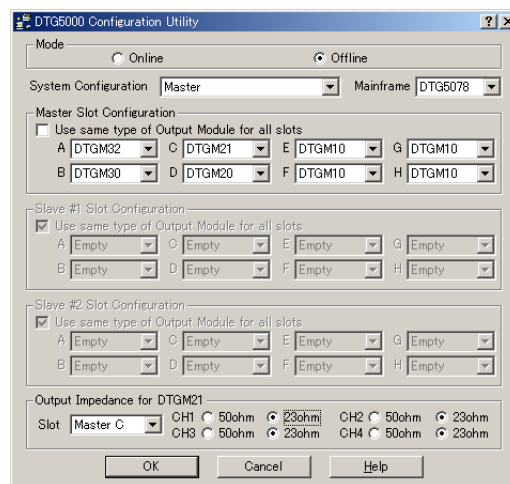 DTG5000 Configuration Utility
Mode
Online Offline
System Configuration Master Mainframe DTG5078
Master Slot Configuration
Use same type of Output Module for all slots
A DTGM32 C DTGM21 E DTGM10 G DTGM10
B DTGM30 D DTGM20 F DTGM10 H DTGM10
Slave #1 Slot Configuration
Use same type of Output Module for all slots
A Empty C Empty E Empty G Empty
B Empty D Empty F Empty H Empty
Slave #2 Slot Configuration
Use same type of Output Module for all slots
A Empty C Empty E Empty G Empty
B Empty D Empty F Empty H Empty
Output Impedance for DTGM21
Slot Master C CH1 50ohm 23ohm CH2 50ohm 23ohm
CH3 50ohm 23ohm CH4 50ohm 23ohm
OK Cancel Help